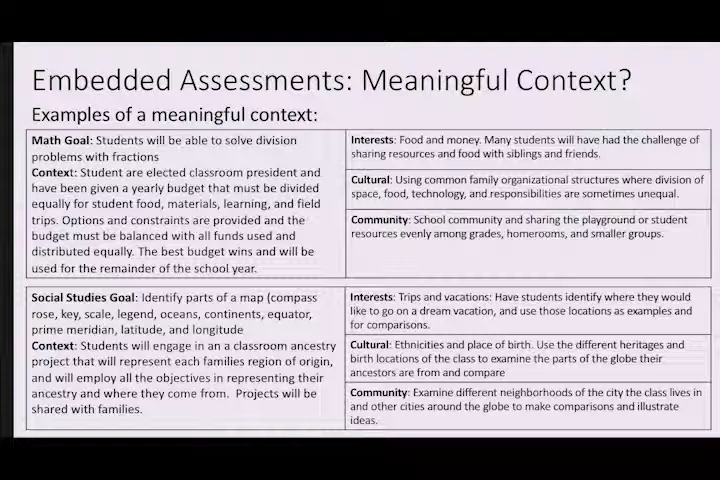 Embedded Assessments: Meaningful Context?
Examples of a meaningful context:
Math Goal: Students will be able to solve division
problems with fractions
Context: Student are elected classroom president and
have been given a yearly budget that must be divided
equally for student food, materials, learning, and field
trips. Options and constraints are provided and the
budget must be balanced with all funds used and
distributed equally. The best budget wins and will be
used for the remainder of the school year.
Interests: Food and money. Many students will have had the challenge of
sharing resources and food with siblings and friends.
Cultural: Using common family organizational structures where division of
space, food, technology, and responsibilities are sometimes unequal.
Community: School community and sharing the playground or student
resources evenly among grades, homerooms, and smaller groups.
Social Studies Goal: Identify parts of a map (compass
rose, key, scale, legend, oceans, continents, equator,
prime meridian, latitude, and longitude
Context: Students will engage in an a classroom ancestry
project that will represent each families region of origin,
and will employ all the objectives in representing their
ancestry and where they come from. Projects will be
shared with families.
Interests: Trips and vacations: Have students identify where they would
like to go on a dream vacation, and use those locations as examples and
for comparisons.
Cultural: Ethnicities and place of birth. Use the different heritages and
birth locations of the class to examine the parts of the globe their
ancestors are from and compare
Community: Examine different neighborhoods of the city the class lives in
and other cities around the globe to make comparisons and illustrate
ideas.